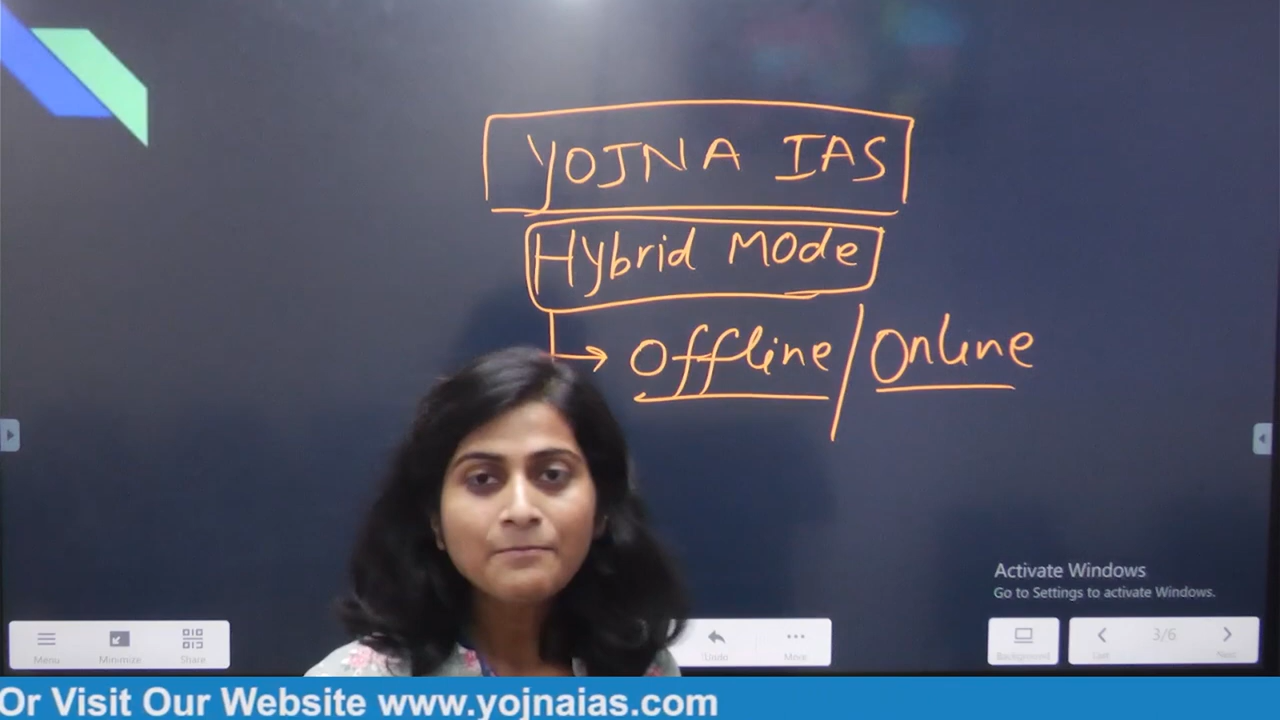 YOJNA IAS
Hybrid Mode
Offline / Online
Activate Windows
Go to Settings to activate Windows.
Menu Minimize Share Undo More Background Last 3/6 Next
Or Visit Our Website www.yojnaias.com